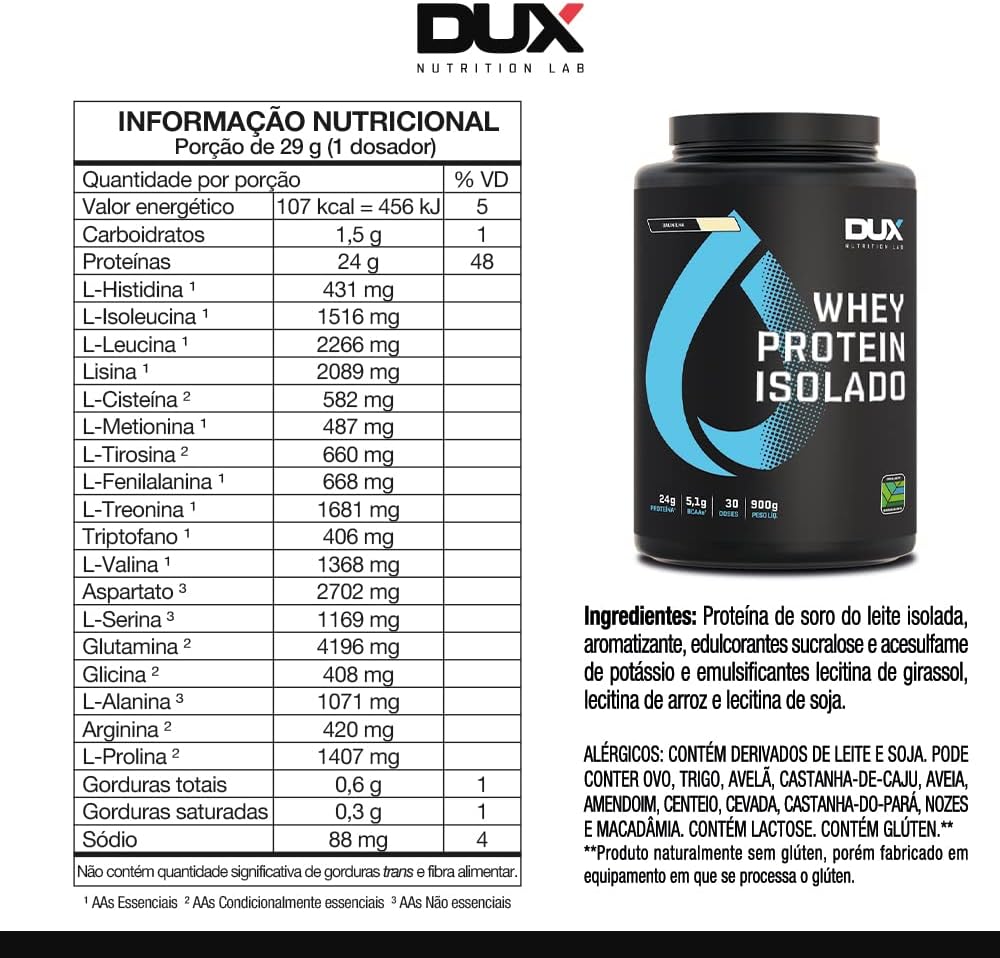 DUX
NUTRITION LAB
INFORMAÇÃO NUTRICIONAL
Porção de 29 g (1 dosador)
Quantidade por porção % VD
Valor energético 107 kcal = 456 kJ 5
Carboidratos 1,5 g 1
Proteínas 24 g 48
L-Histidina ¹ 431 mg
L-Isoleucina ¹ 1516 mg
L-Leucina ¹ 2266 mg
Lisina ¹ 2089 mg
L-Cisteína ² 582 mg
L-Metionina ¹ 487 mg
L-Tirosina ² 660 mg
L-Fenilalanina ¹ 668 mg
L-Treonina ¹ 1681 mg
Triptofano ¹ 406 mg
L-Valina ¹ 1368 mg
Aspartato ³ 2702 mg
L-Serina ³ 1169 mg
Glutamina ² 4196 mg
Glicina ² 408 mg
L-Alanina ³ 1071 mg
Arginina ² 420 mg
L-Prolina ² 1407 mg
Gorduras totais 0,6 g 1
Gorduras saturadas 0,3 g 1
Sódio 88 mg 4
Não contém quantidade significativa de gorduras trans e fibra alimentar.
¹ AAs Essenciais ² AAs Condicionalmente essenciais ³ AAs Não essenciais
DUX
NUTRITION LAB
WHEY
PROTEIN
ISOLADO
24g 5,1g 30 900g
PROTEÍNA¹ BCAAs² DOSES PESO LÍQ.
Ingredientes: Proteína de soro do leite isolada,
aromatizante, edulcorantes sucralose e acesulfame
de potássio e emulsificantes lecitina de girassol,
lecitina de arroz e lecitina de soja.
ALÉRGICOS: CONTÉM DERIVADOS DE LEITE E SOJA. PODE
CONTER OVO, TRIGO, AVELÃ, CASTANHA-DE-CAJU, AVEIA,
AMENDOIM, CENTEIO, CEVADA, CASTANHA-DO-PARÁ, NOZES
E MACADÂMIA. CONTÉM LACTOSE. CONTÉM GLÚTEN.**
**Produto naturalmente sem glúten, porém fabricado em
equipamento em que se processa o glúten.